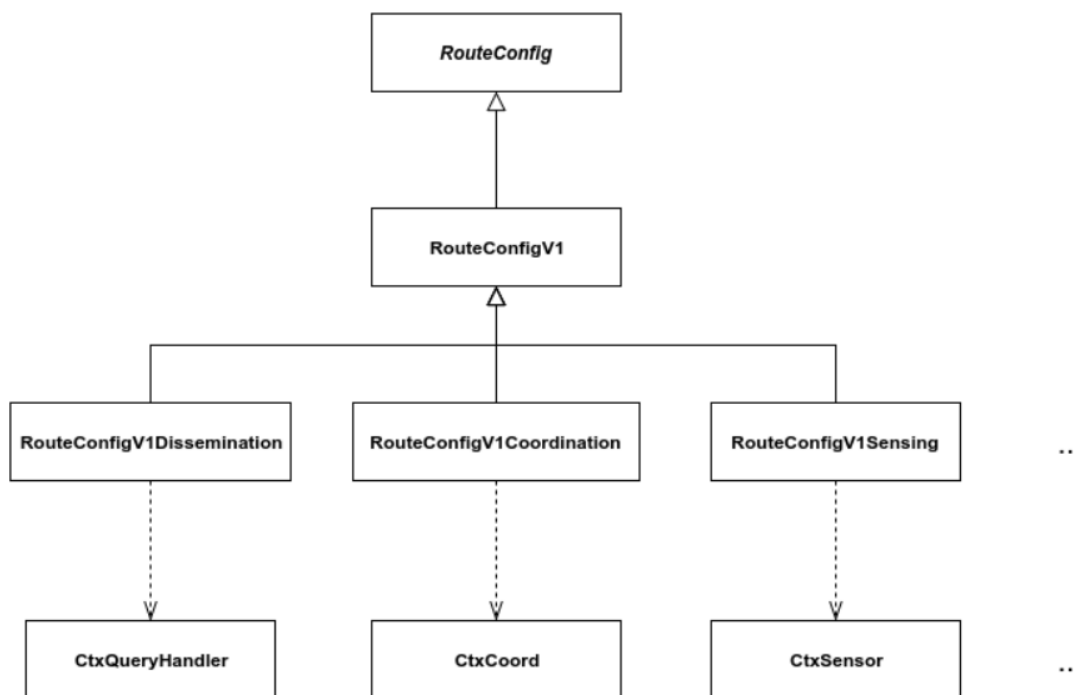 RouteConfig
RouteConfigV1
RouteConfigV1Dissemination
RouteConfigV1Coordination
RouteConfigV1Sensing
..
CtxQueryHandler
CtxCoord
CtxSensor
..